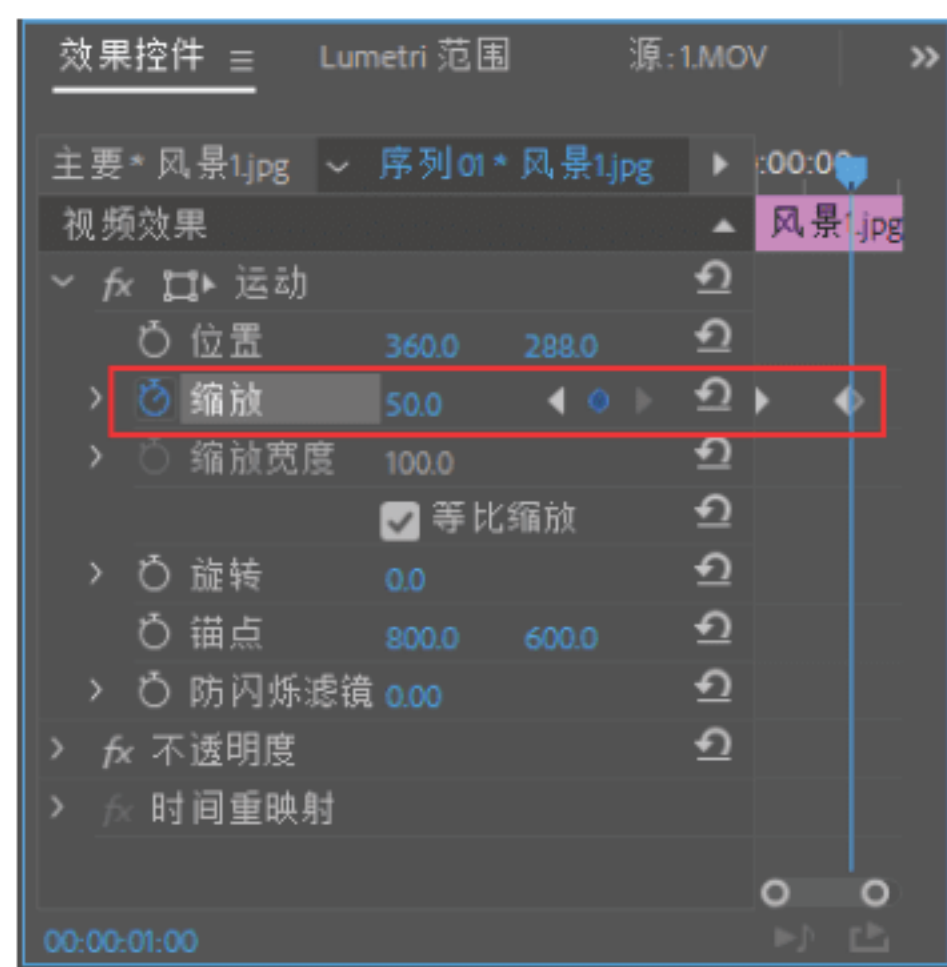 效果控件 Lumetri 范围 源:1.MOV
主要* 风景1.jpg 序列 01* 风景1.jpg :00:00
视频效果 风景1.jpg
fx 运动
位置 360.0 288.0
缩放 50.0
缩放宽度 100.0
等比缩放
旋转 0.0
锚点 800.0 600.0
防闪烁滤镜 0.00
fx 不透明度
fx 时间重映射
00:00:01:00